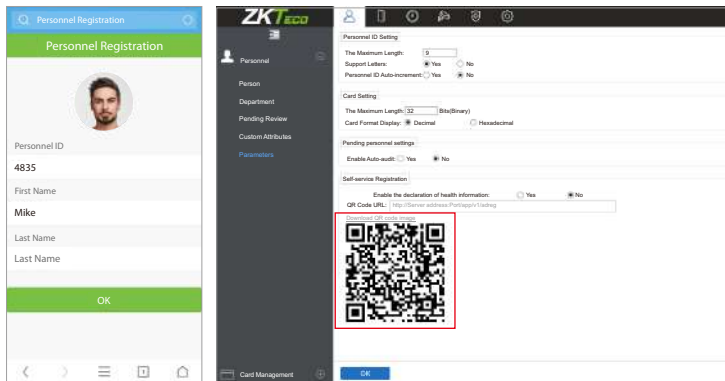 Personnel Registration
Personnel Registration
Personnel ID
4835
First Name
Mike
Last Name
Last Name
OK
1
ZKTeco
Personnel
Person
Department
Pending Review
Custom Attributes
Parameters
Card Management
Personnel ID Setting
The Maximum Length: 9
Support Letters: Yes No
Personnel ID Auto-increment: Yes No
Card Setting
The Maximum Length: 32 Bits(Binary)
Card Format Display: Decimal Hexadecimal
Pending personnel settings
Enable Auto-audit: Yes No
Self-service Registration
Enable the declaration of health information: Yes No
QR Code URL: http://Server address:Port/app/v1/adreg
Download QR code image
OK